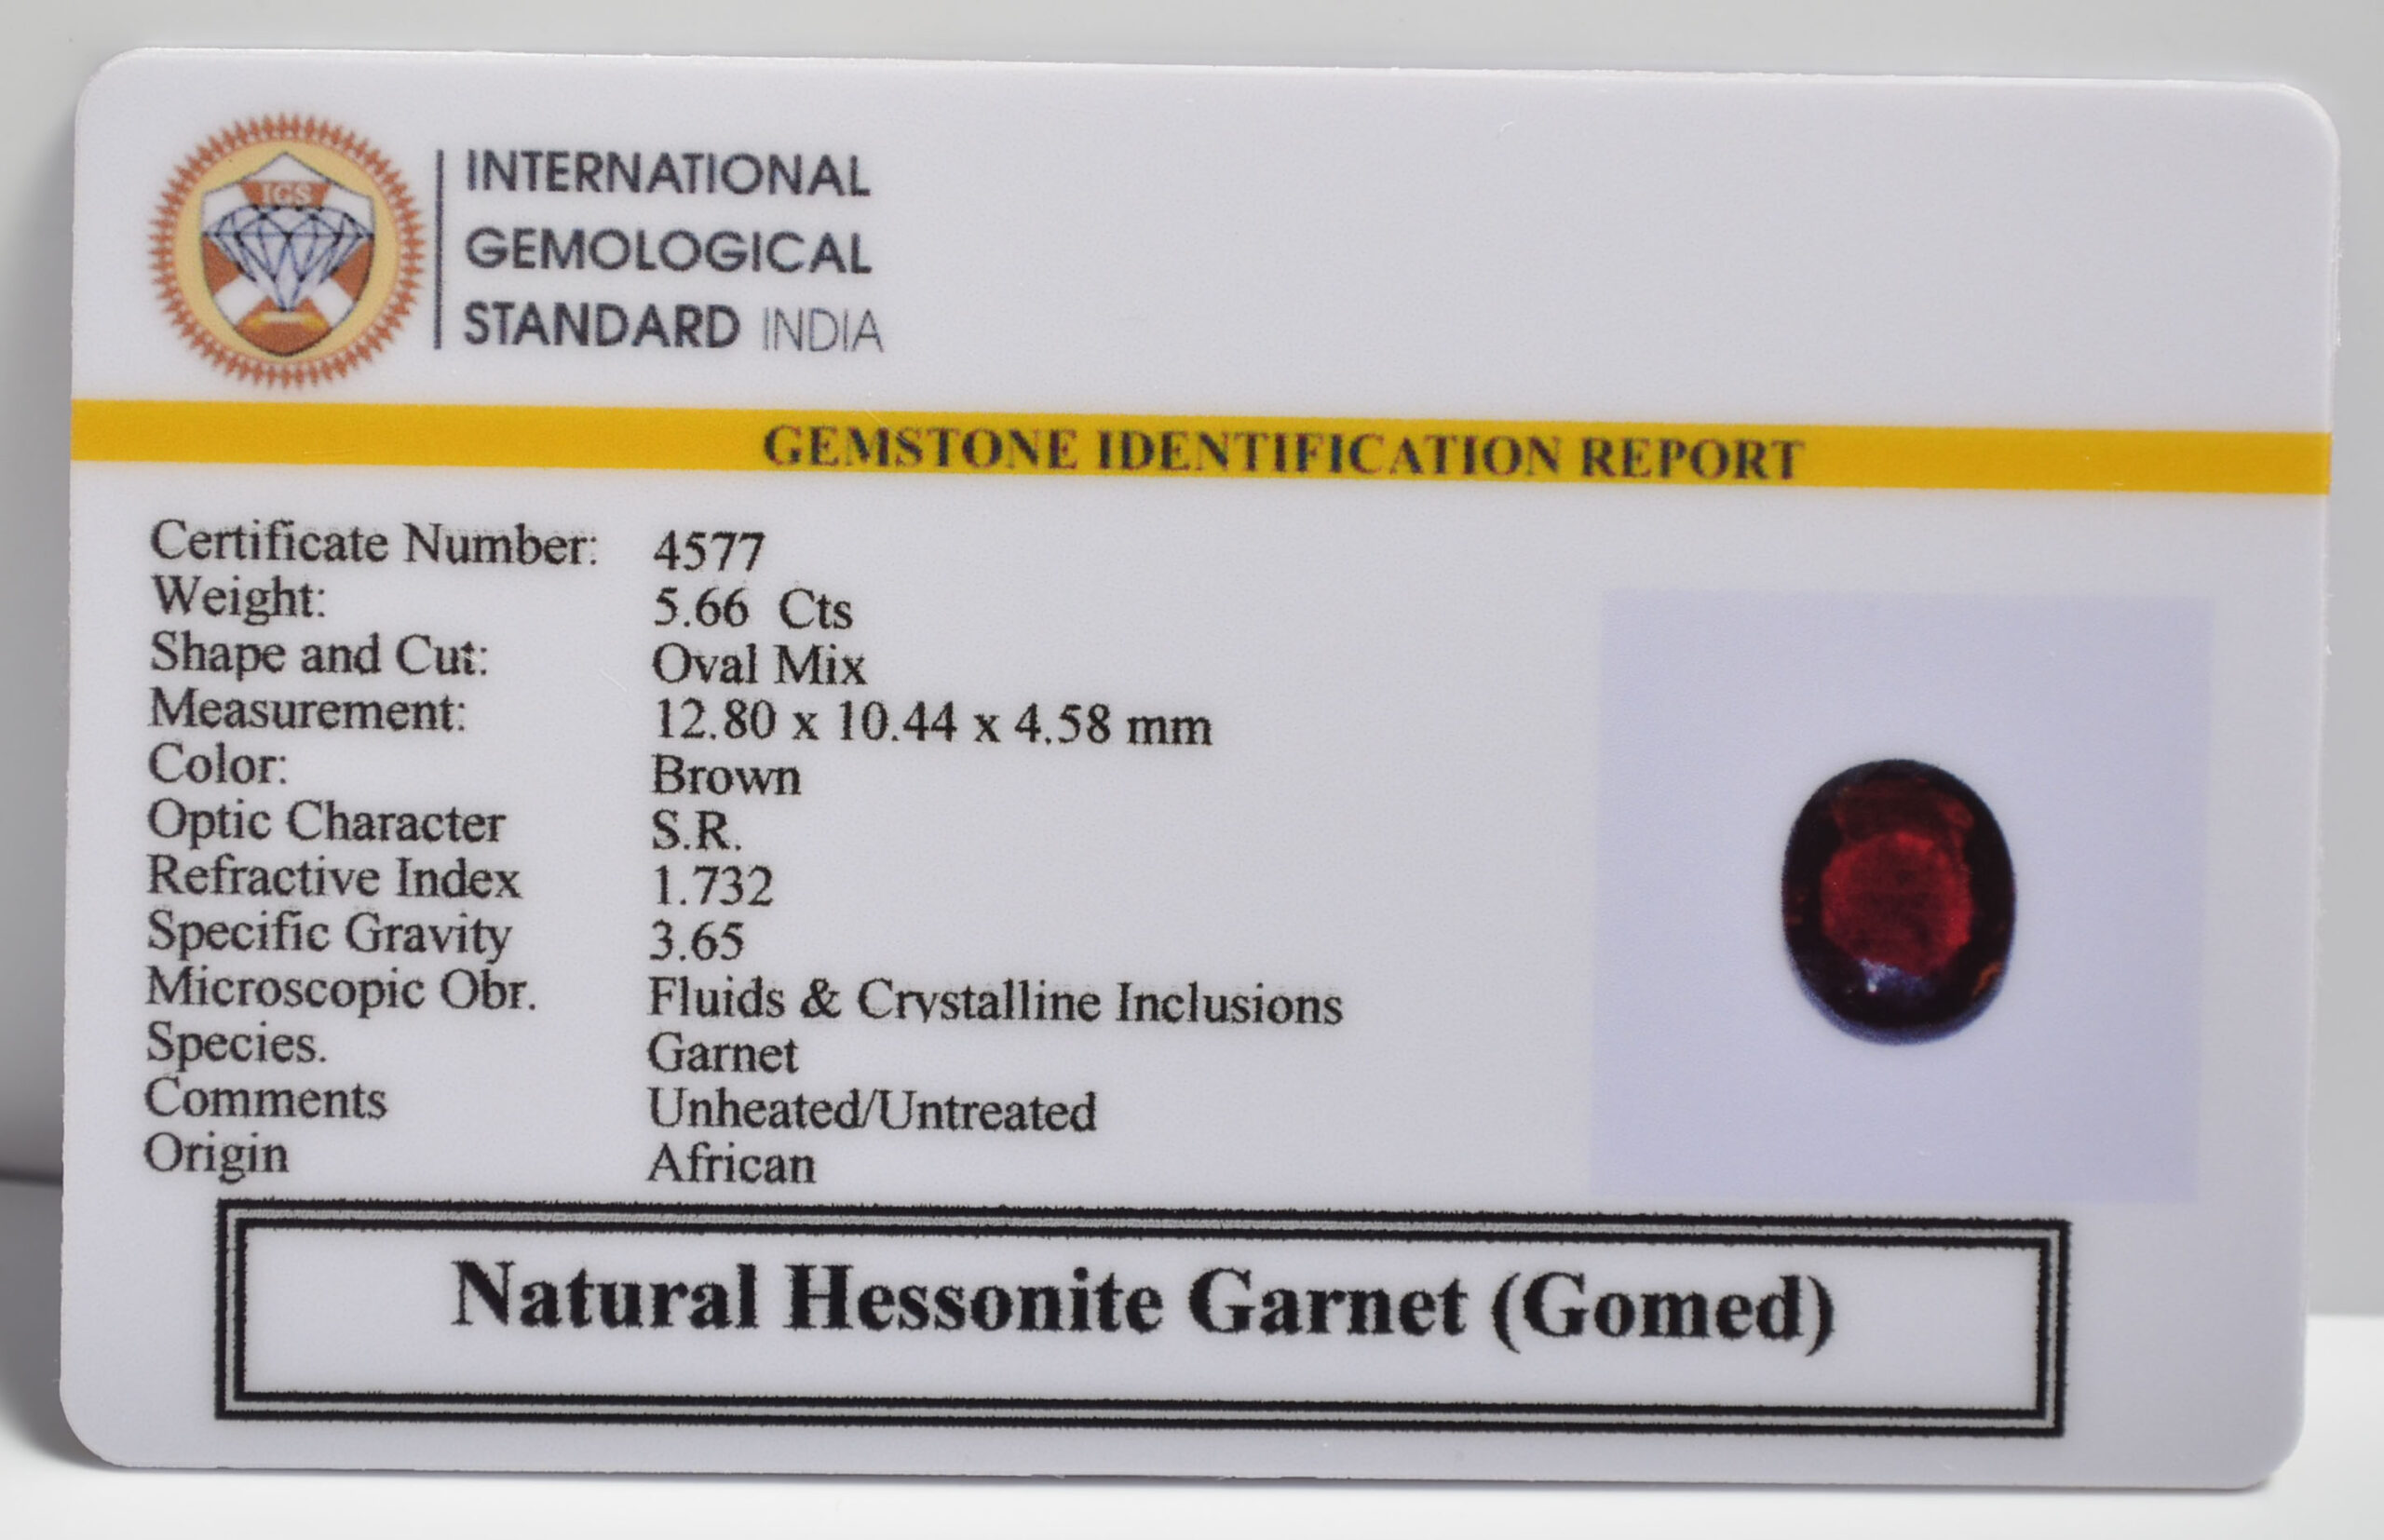 IGS
INTERNATIONAL
GEMOLOGICAL
STANDARD INDIA
GEMSTONE IDENTIFICATION REPORT
Certificate Number: 4577
Weight: 5.66 Cts
Shape and Cut: Oval Mix
Measurement: 12.80 x 10.44 x 4.58 mm
Color: Brown
Optic Character S.R.
Refractive Index 1.732
Specific Gravity 3.65
Microscopic Obr. Fluids & Crystalline Inclusions
Species. Garnet
Comments Unheated/Untreated
Origin African
Natural Hessonite Garnet (Gomed)